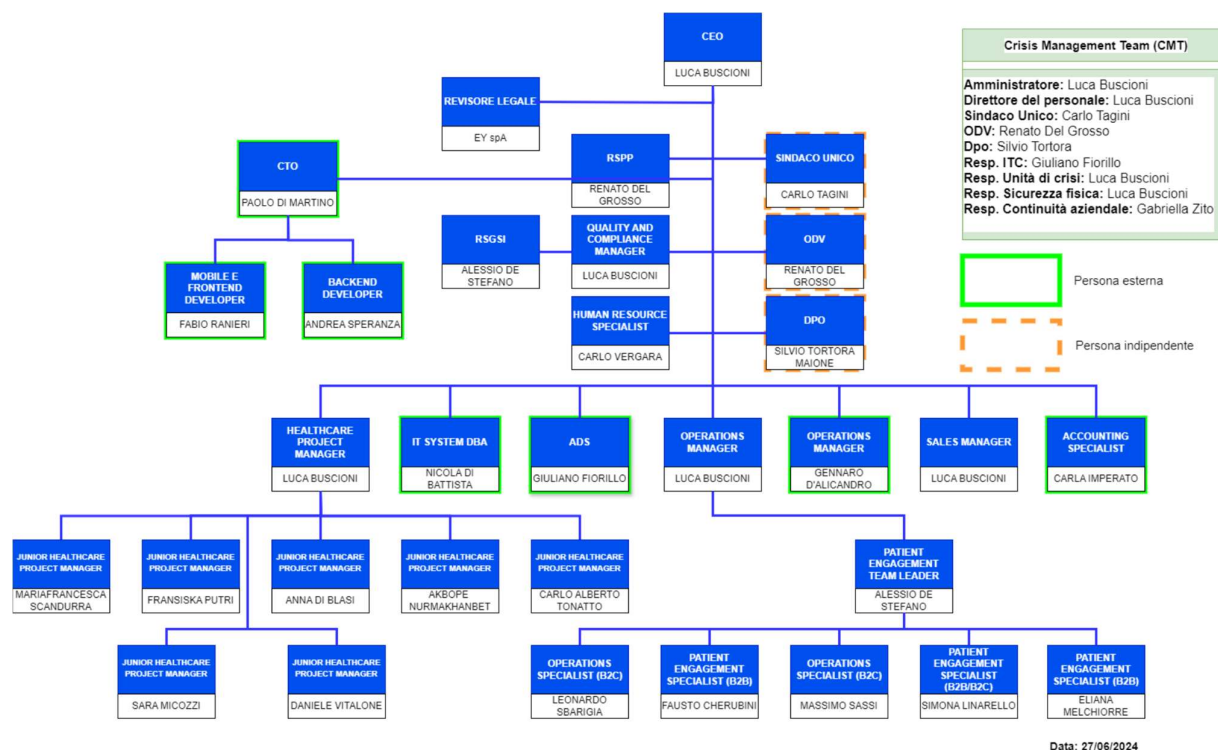 CEO
LUCA BUSCIONI
REVISORE LEGALE
EY spA
CTO
PAOLO DI MARTINO
MOBILE E
FRONTEND
DEVELOPER
FABIO RANIERI
BACKEND
DEVELOPER
ANDREA SPERANZA
RSPP
RENATO DEL
GROSSO
SINDACO UNICO
CARLO TAGINI
RSGSI
ALESSIO DE
STEFANO
QUALITY AND
COMPLIANCE
MANAGER
LUCA BUSCIONI
ODV
RENATO DEL
GROSSO
HUMAN RESOURCE
SPECIALIST
CARLO VERGARA
DPO
SILVIO TORTORA
MAIONE
Crisis Management Team (CMT)
Amministratore: Luca Buscioni
Direttore del personale: Luca Buscioni
Sindaco Unico: Carlo Tagini
ODV: Renato Del Grosso
Dpo: Silvio Tortora
Resp. ITC: Giuliano Fiorillo
Resp. Unità di crisi: Luca Buscioni
Resp. Sicurezza fisica: Luca Buscioni
Resp. Continuità aziendale: Gabriella Zito
Persona esterna
Persona indipendente
HEALTHCARE
PROJECT
MANAGER
LUCA BUSCIONI
IT SYSTEM DBA
NICOLA DI
BATTISTA
ADS
GIULIANO FIORILLO
OPERATIONS
MANAGER
LUCA BUSCIONI
OPERATIONS
MANAGER
GENNARO
D'ALICANDRO
SALES MANAGER
LUCA BUSCIONI
ACCOUNTING
SPECIALIST
CARLA IMPERATO
JUNIOR HEALTHCARE
PROJECT MANAGER
MARIAFRANCESCA
SCANDURRA
JUNIOR HEALTHCARE
PROJECT MANAGER
FRANSISKA PUTRI
JUNIOR HEALTHCARE
PROJECT MANAGER
ANNA DI BLASI
JUNIOR HEALTHCARE
PROJECT MANAGER
AKBOPE
NURMAKHANBET
JUNIOR HEALTHCARE
PROJECT MANAGER
CARLO ALBERTO
TONATTO
PATIENT
ENGAGEMENT
TEAM LEADER
ALESSIO DE
STEFANO
JUNIOR HEALTHCARE
PROJECT MANAGER
SARA MICOZZI
JUNIOR HEALTHCARE
PROJECT MANAGER
DANIELE VITALONE
OPERATIONS
SPECIALIST (B2C)
LEONARDO
SBARIGIA
PATIENT
ENGAGEMENT
SPECIALIST (B2B)
FAUSTO CHERUBINI
OPERATIONS
SPECIALIST (B2C)
MASSIMO SASSI
PATIENT
ENGAGEMENT
SPECIALIST
(B2B/B2C)
SIMONA LINARELLO
PATIENT
ENGAGEMENT
SPECIALIST (B2B)
ELIANA
MELCHIORRE
Data: 27/06/2024